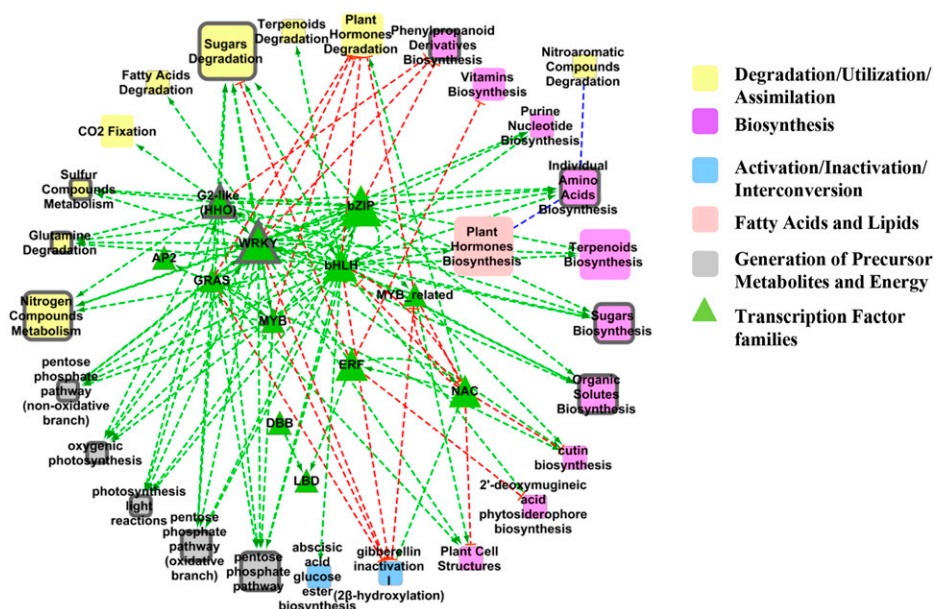 Sugars
Degradation
Terpenoids
Degradation
Plant
Hormones
Degradation
Phenylpropanoid
Derivatives
Biosynthesis
Nitroaromatic
Compounds
Degradation
Fatty Acids
Degradation
Vitamins
Biosynthesis
CO2 Fixation
Purine
Nucleotide
Biosynthesis
Sulfur
Compounds
Metabolism
G2-like
(HHO)
bZIP
Individual
Amino
Acids
Biosynthesis
Glutamine
Degradation
WRKY
Plant
Hormones
Biosynthesis
Terpenoids
Biosynthesis
AP2
GRAS
bHLH
MYB_related
Nitrogen
Compounds
Metabolism
MYB
Sugars
Biosynthesis
pentose
phosphate
pathway
(non-oxidative
branch)
ERF
NAC
Organic
Solutes
Biosynthesis
oxygenic
photosynthesis
DBB
LBD
cutin
biosynthesis
photosynthesis
light
reactions
2'-deoxymugineic
acid
phytosiderophore
biosynthesis
pentose
phosphate
pathway
(oxidative
branch)
pentose
phosphate
pathway
abscisic
acid
glucose
ester
biosynthesis
gibberellin
inactivation
I
(2β-hydroxylation)
Plant Cell
Structures
Degradation/Utilization/
Assimilation
Biosynthesis
Activation/Inactivation/
Interconversion
Fatty Acids and Lipids
Generation of Precursor
Metabolites and Energy
Transcription Factor
families